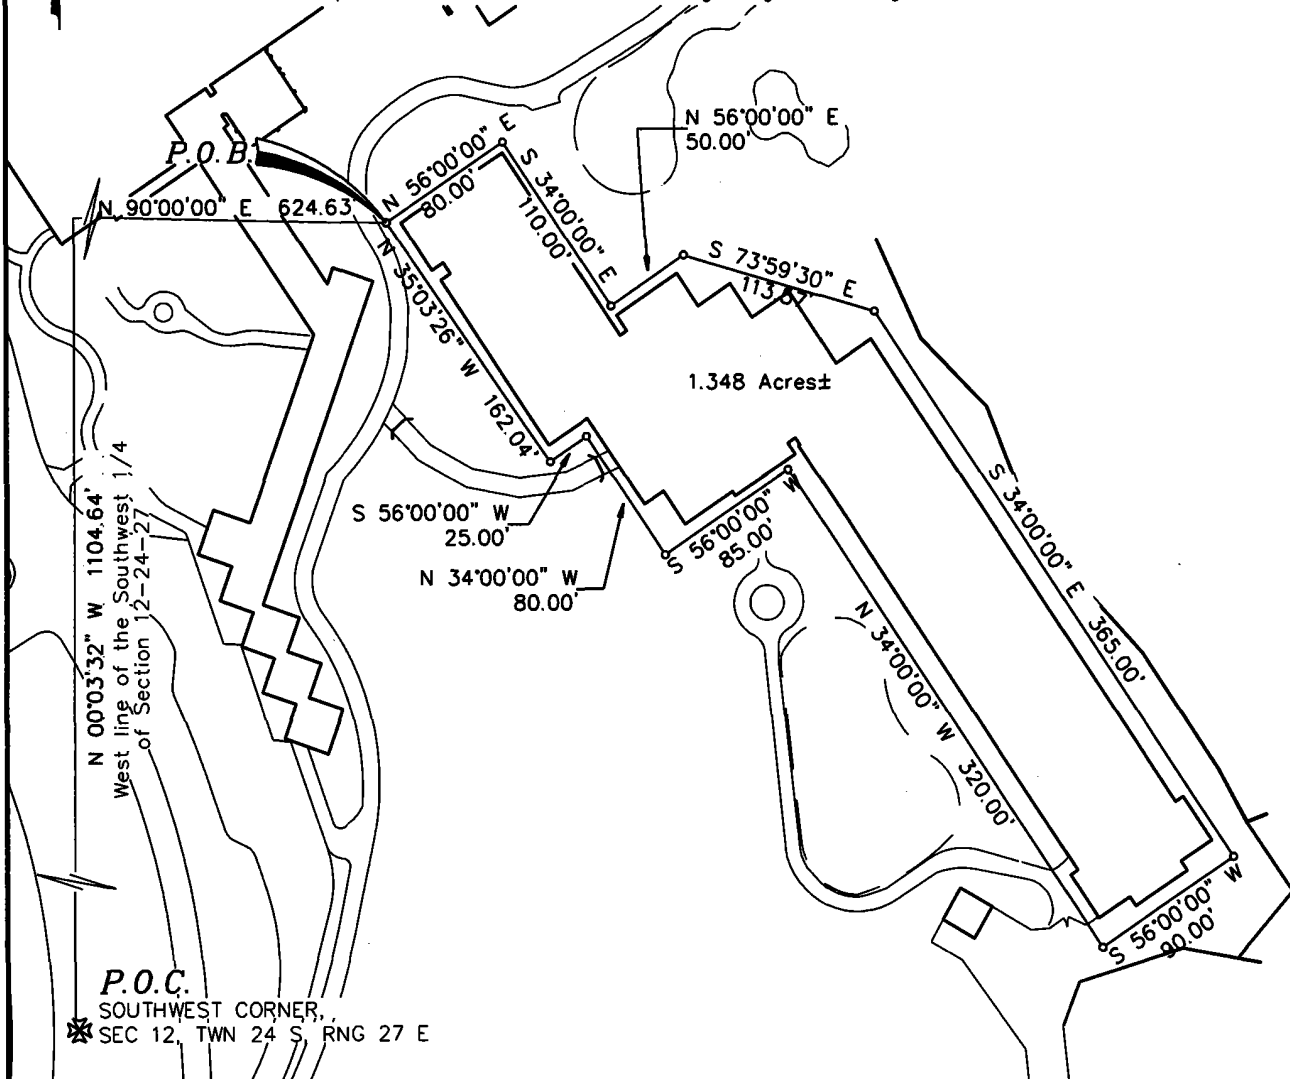 N 56°00'00" E
50.00'
P.O.B.
N 56°00'00" E
80.00'
S 34°00'00" E
110.00'
N 90°00'00" E 624.63'
S 73°59'30" E
N 35°03'26" W 162.04'
1.348 Acres±
S 56°00'00" W
25.00'
N 34°00'00" W
80.00'
S 56°00'00" W
85.00'
S 34°00'00" E 365.00'
N 34°00'00" W 320.00'
S 56°00'00" W
90.00'
N 00°03'32" W 1104.64'
West line of the Southwest 1/4
of Section 12-24-27
P.O.C.
SOUTHWEST CORNER,
SEC 12, TWN 24 S, RNG 27 E